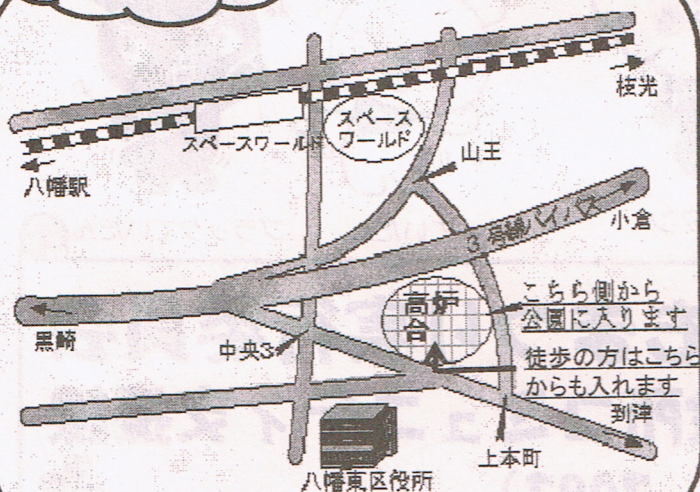 枝光
スペースワールド
スペース
ワールド
八幡駅
山王
3号線バイパス
小倉
黒崎
中央3
高炉
台
こちら側から
公園に入ります
徒歩の方はこちら
からも入れます
到津
上本町
八幡東区役所